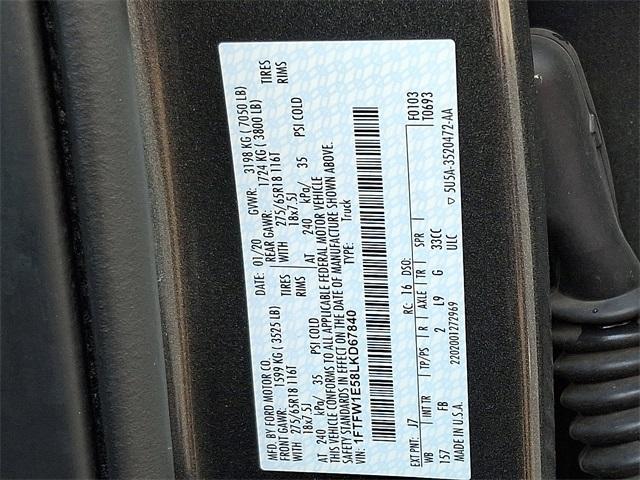 MFD. BY FORD MOTOR CO. DATE: 01/20 GVWR: 3198 KG ( 7050 LB)
FRONT GAWR: 1599 KG ( 3525 LB) REAR GAWR: 1724 KG ( 3800 LB)
WITH 275/65R18 116T TIRES WITH 275/65R18 116T TIRES
18x7.5J RIMS 18x7.5J RIMS
AT 240 kPa/ 35 PSI COLD AT 240 kPa/ 35 PSI COLD
THIS VEHICLE CONFORMS TO ALL APPLICABLE FEDERAL MOTOR VEHICLE
SAFETY STANDARDS IN EFFECT ON THE DATE OF MANUFACTURE SHOWN ABOVE.
VIN: 1FTFW1E58LKD67840 TYPE: Truck
F0103
T0693
EXT PNT: J7 RC: 16 DSO:
WB INT TR TP/PS R AXLE TR SPR
157 FB 2 L9 G 33CC
MADE IN U.S.A. 2202001272969 ULC ▽ 5U5A-3520472-AA